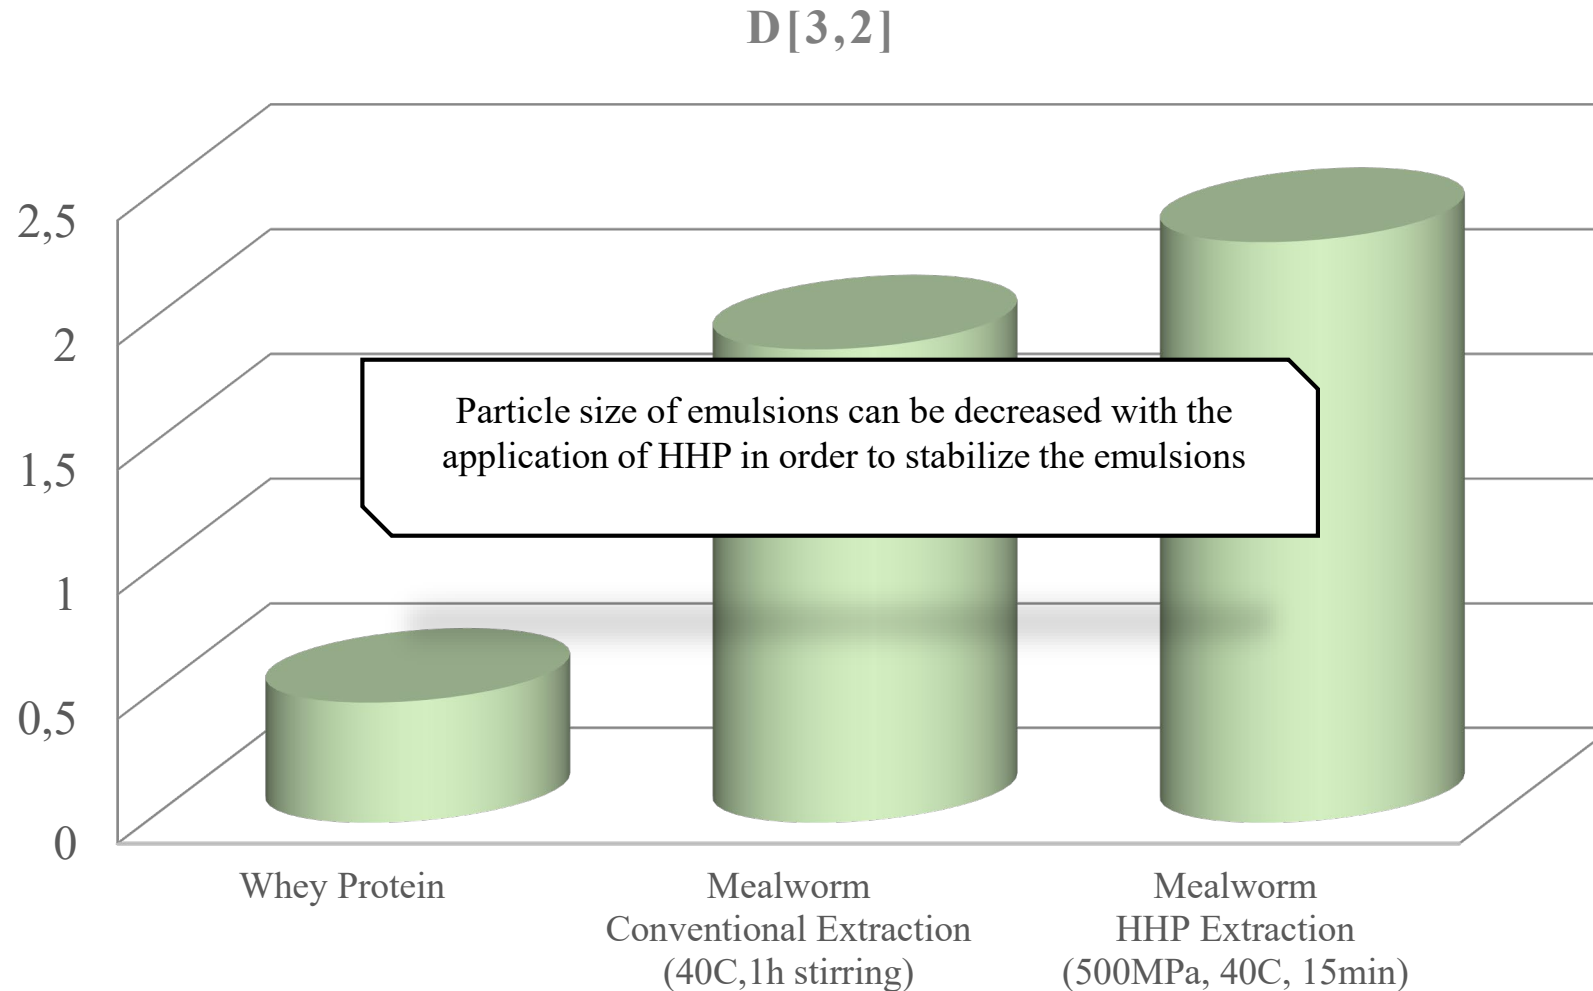 D[3,2]
2,5
2
1,5
1
0,5
0
Particle size of emulsions can be decreased with the
application of HHP in order to stabilize the emulsions
Whey Protein
Mealworm
Conventional Extraction
(40C,1h stirring)
Mealworm
HHP Extraction
(500MPa, 40C, 15min)